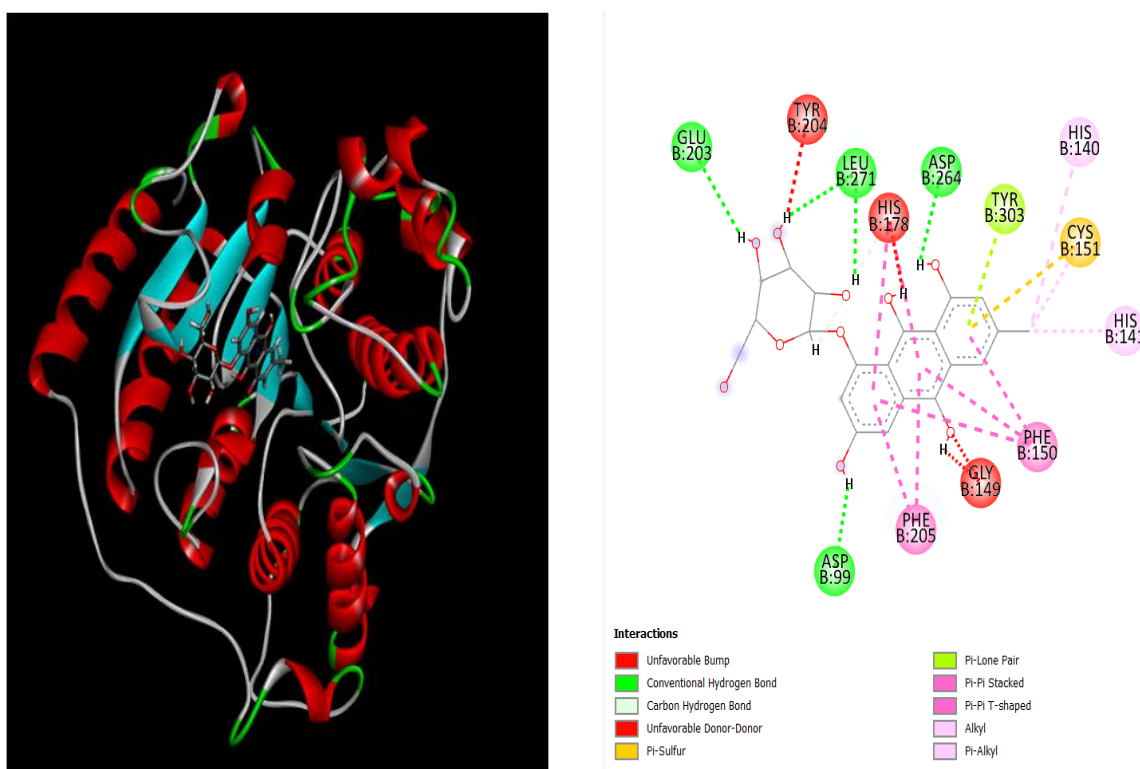 TYR
B:204
GLU
B:203
LEU
B:271
ASP
B:264
HIS
B:140
HIS
B:178
TYR
B:303
CYS
B:151
HIS
B:141
H
H
H
H
H
O
O
O
O
O
O
O
H
O
O
O
H
PHE
B:150
GLY
B:149
O
H
PHE
B:205
ASP
B:99
Interactions
Unfavorable Bump
Conventional Hydrogen Bond
Carbon Hydrogen Bond
Unfavorable Donor-Donor
Pi-Sulfur
Pi-Lone Pair
Pi-Pi Stacked
Pi-Pi T-shaped
Alkyl
Pi-Alkyl